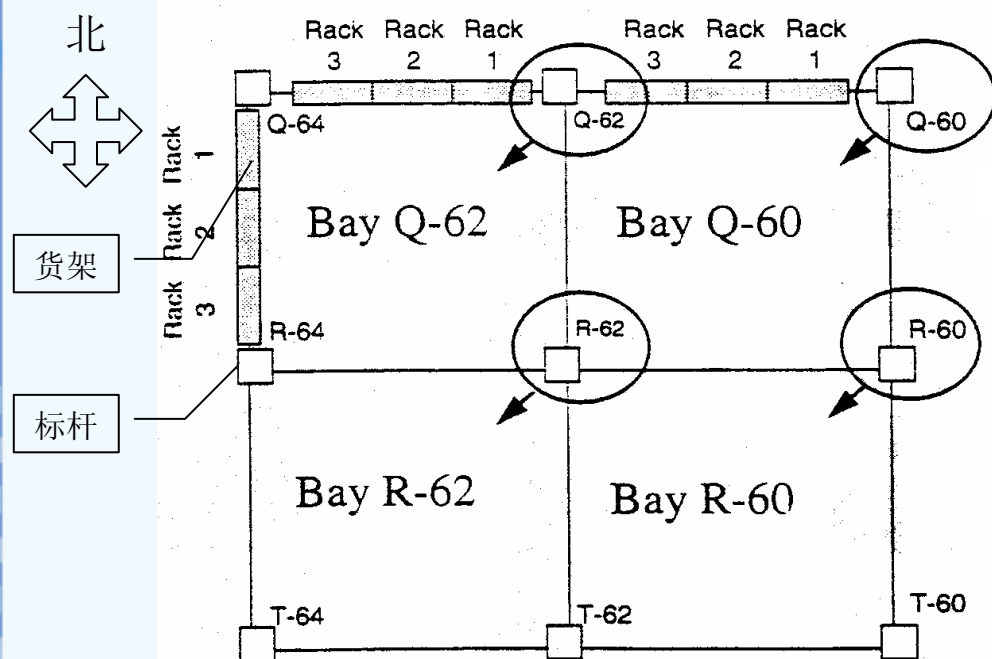 北
Rack
3
Rack
2
Rack
1
Rack
3
Rack
2
Rack
1
Q-64
Q-62
Q-60
Rack
1
Rack
2
Rack
3
Bay Q-62
Bay Q-60
货架
R-64
R-62
R-60
标杆
Bay R-62
Bay R-60
T-64
T-62
T-60